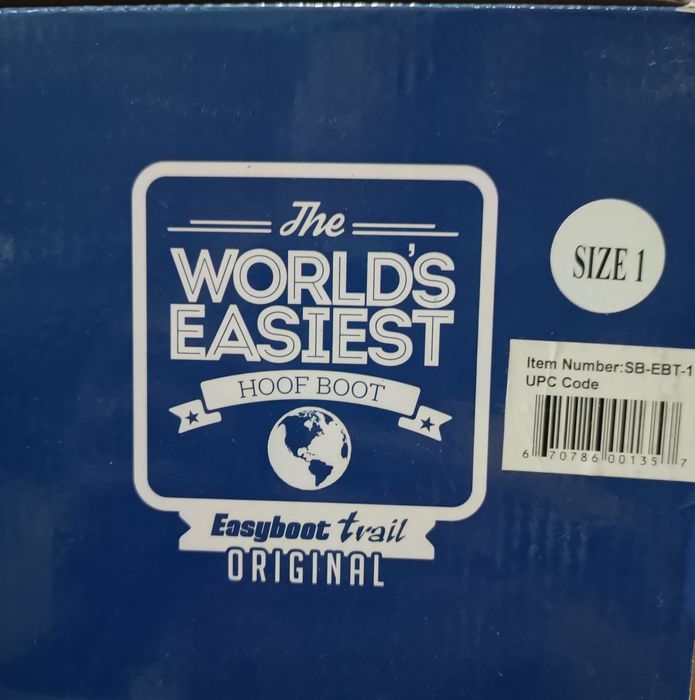 The
WORLD'S
EASIEST
HOOF BOOT
Easyboot trail
ORIGINAL
SIZE 1
Item Number:SB-EBT-1
UPC Code
6 70786 00135 7